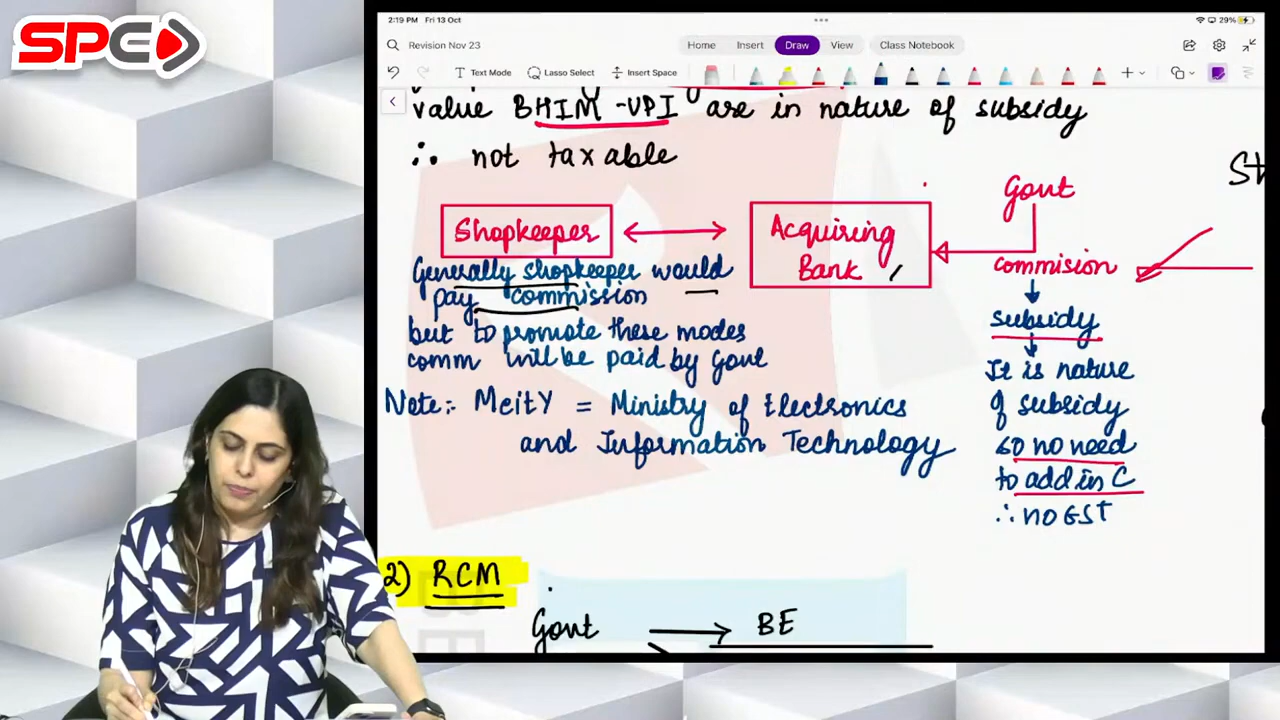 SPC
2:19 PM Fri 13 Oct
29%
Revision Nov 23
Home Insert Draw View Class Notebook
Text Mode Lasso Select Insert Space
value BHIM-UPI are in nature of subsidy
∴ not taxable
Govt
Shopkeeper
Acquiring
Bank
commision
Generally shopkeeper would
pay commission
but to promote these modes
comm will be paid by Govt
subsidy
It is nature
of subsidy
so no need
to add in C
∴ no GST
Note:- MeitY = Ministry of Electronics
and Information Technology
2) RCM
Govt → BE